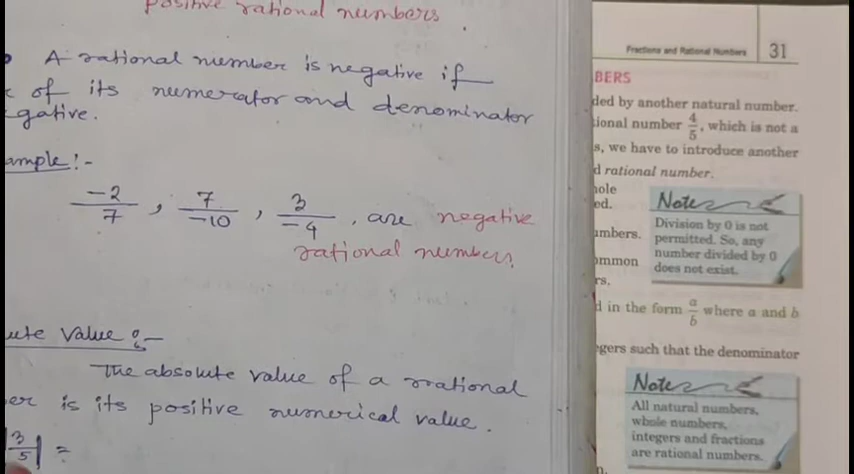 positive rational numbers.
A rational number is negative if
of its numerator and denominator
gative.
ample :-
-2/7 , 7/-10 , 3/-4 , are negative
rational numbers.
ute Value :-
The absolute value of a rational
er is its positive numerical value.
|3/5| =
Fractions and Rational Numbers 31
BERS
ded by another natural number.
tional number 4/5, which is not a
s, we have to introduce another
d rational number.
hole
ed.
umbers.
ommon
rs.
Note
Division by 0 is not
permitted. So, any
number divided by 0
does not exist.
d in the form a/b where a and b
egers such that the denominator
Note
All natural numbers,
whole numbers,
integers and fractions
are rational numbers.
n.